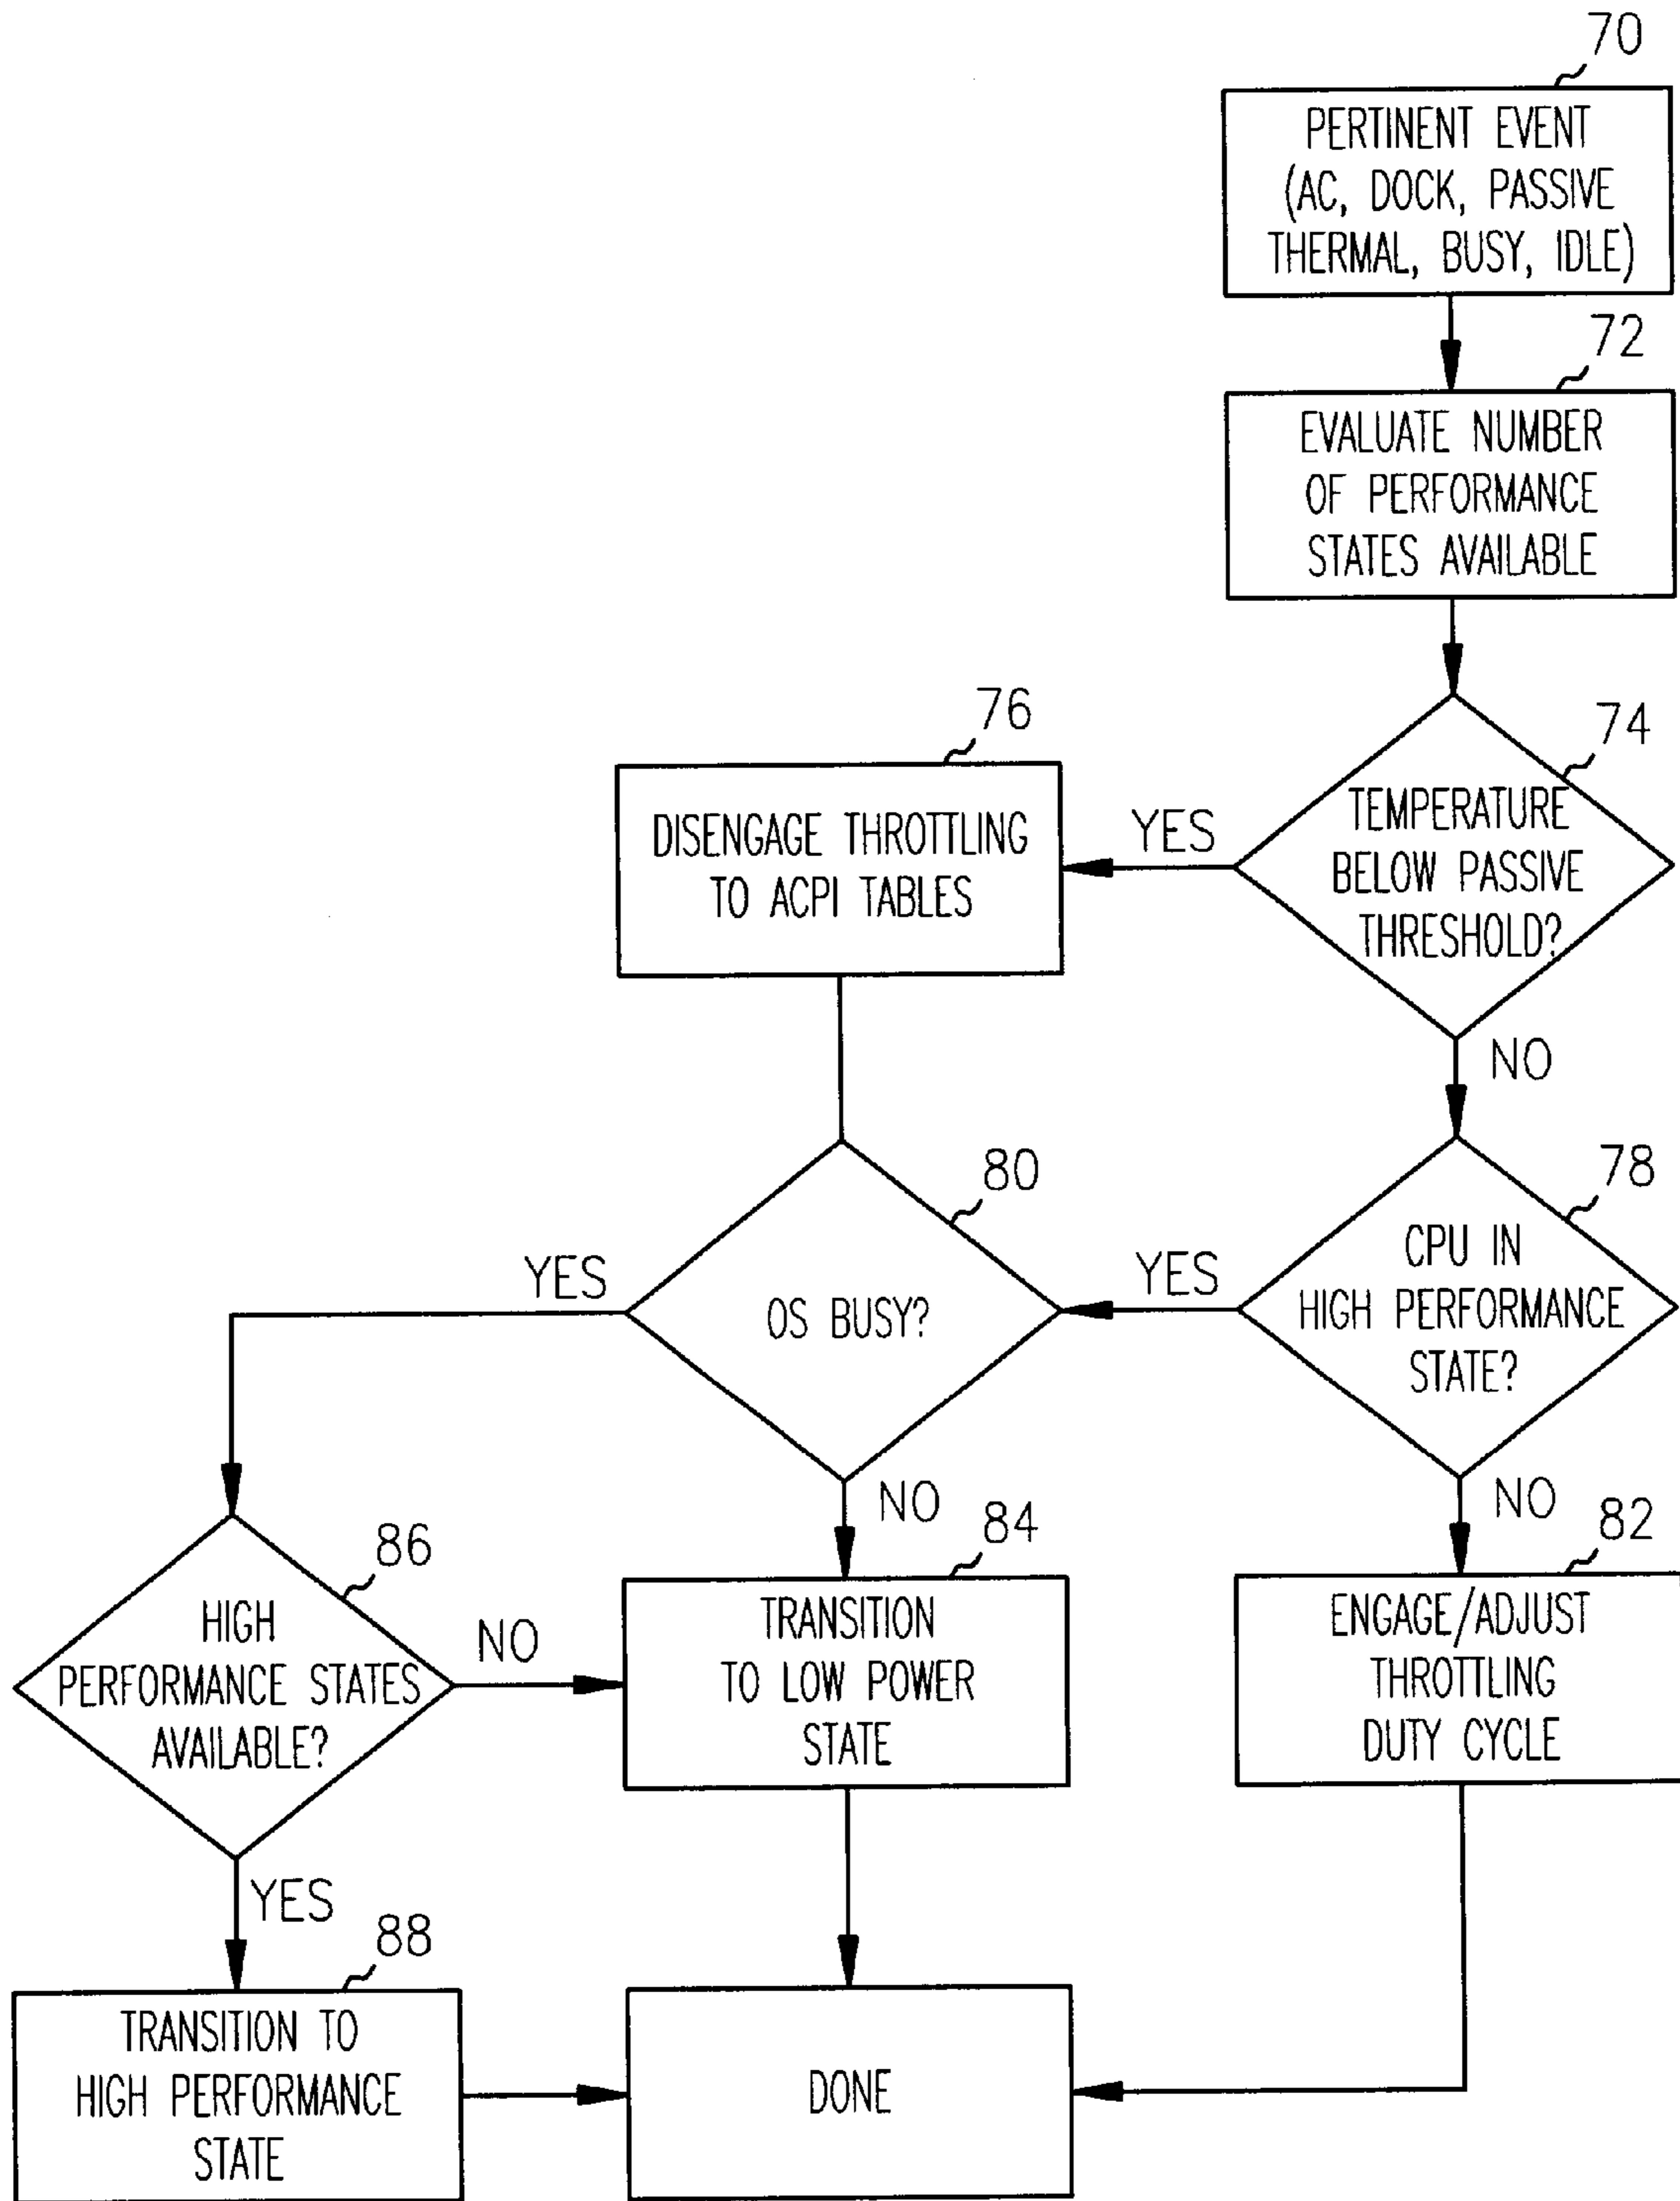 70
PERTINENT EVENT
(AC, DOCK, PASSIVE
THERMAL, BUSY, IDLE)
72
EVALUATE NUMBER
OF PERFORMANCE
STATES AVAILABLE
74
TEMPERATURE
BELOW PASSIVE
THRESHOLD?
YES
NO
76
DISENGAGE THROTTLING
TO ACPI TABLES
78
CPU IN
HIGH PERFORMANCE
STATE?
YES
NO
80
OS BUSY?
YES
NO
82
ENGAGE/ADJUST
THROTTLING
DUTY CYCLE
84
TRANSITION
TO LOW POWER
STATE
86
HIGH
PERFORMANCE STATES
AVAILABLE?
NO
YES
88
TRANSITION TO
HIGH PERFORMANCE
STATE
DONE